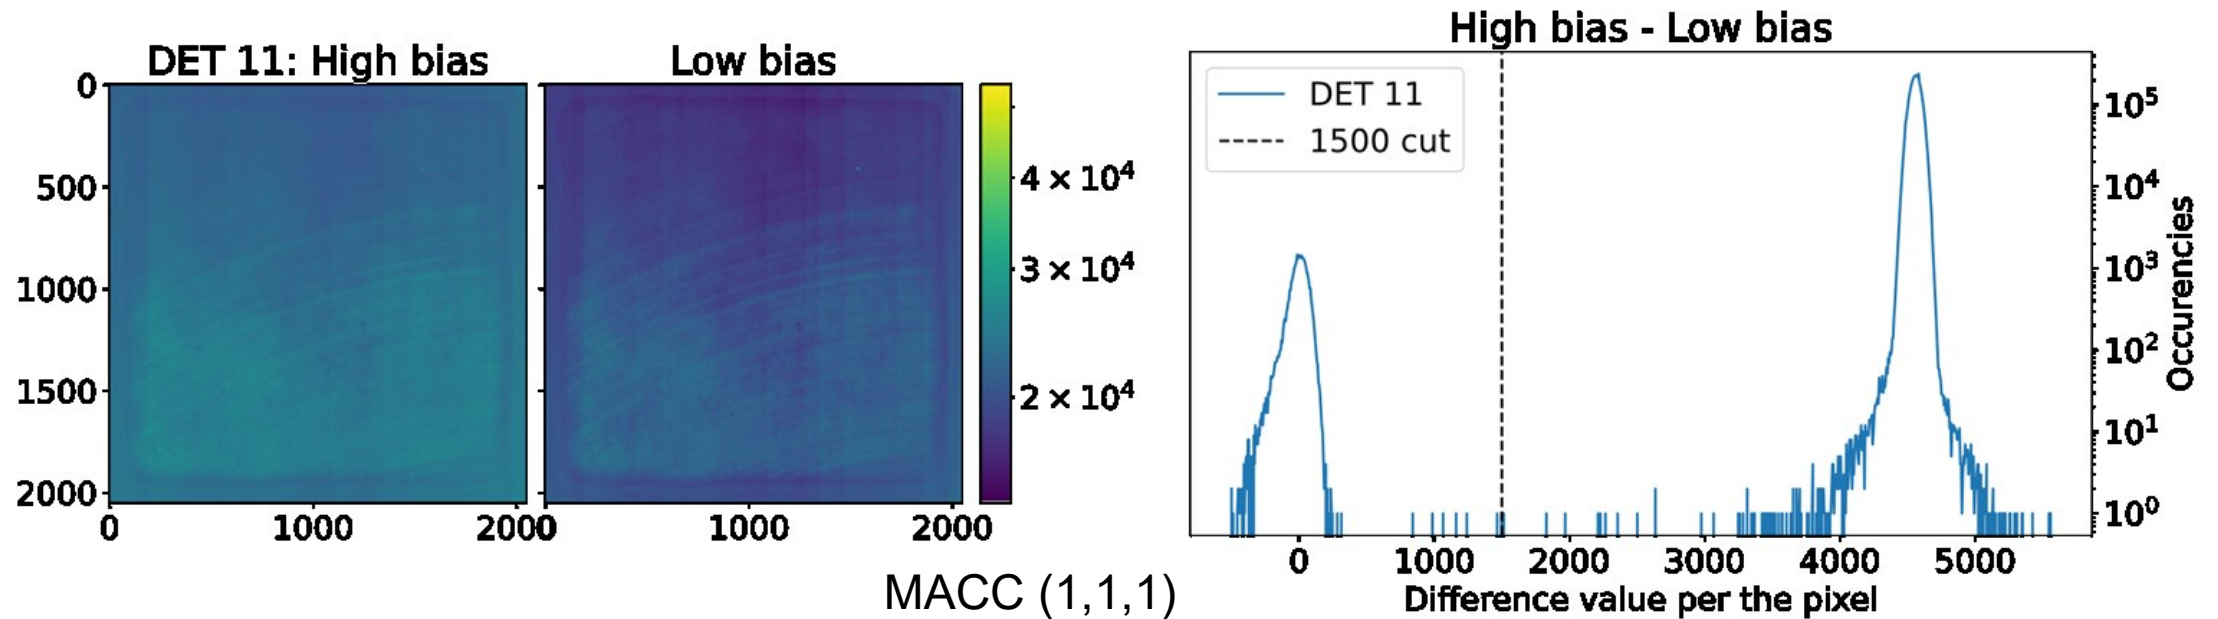 DET 11: High bias
Low bias
0
500
1000
1500
2000
0
1000
2000
0
1000
2000
4 × 10⁴
3 × 10⁴
2 × 10⁴
MACC (1,1,1)
High bias - Low bias
DET 11
1500 cut
10⁵
10⁴
10³
10²
10¹
10⁰
Occurencies
0
1000
2000
3000
4000
5000
Difference value per the pixel